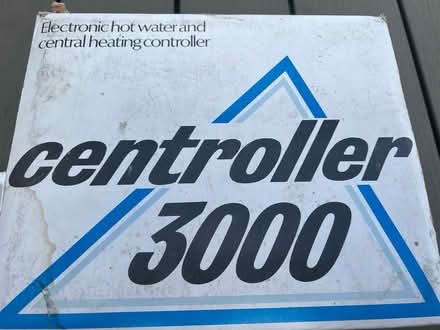 Electronic hot water and
central heating controller
centroller
3000